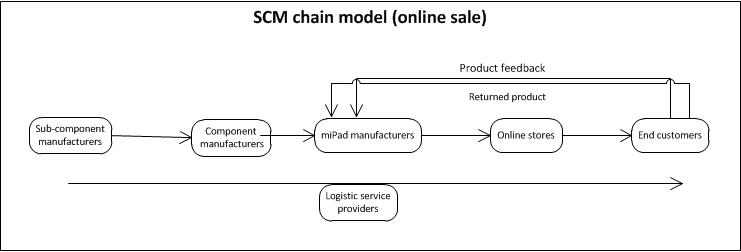 SCM chain model (online sale)
Product feedback
Returned product
Sub-component
manufacturers
Component
manufacturers
miPad manufacturers
Online stores
End customers
Logistic service
providers